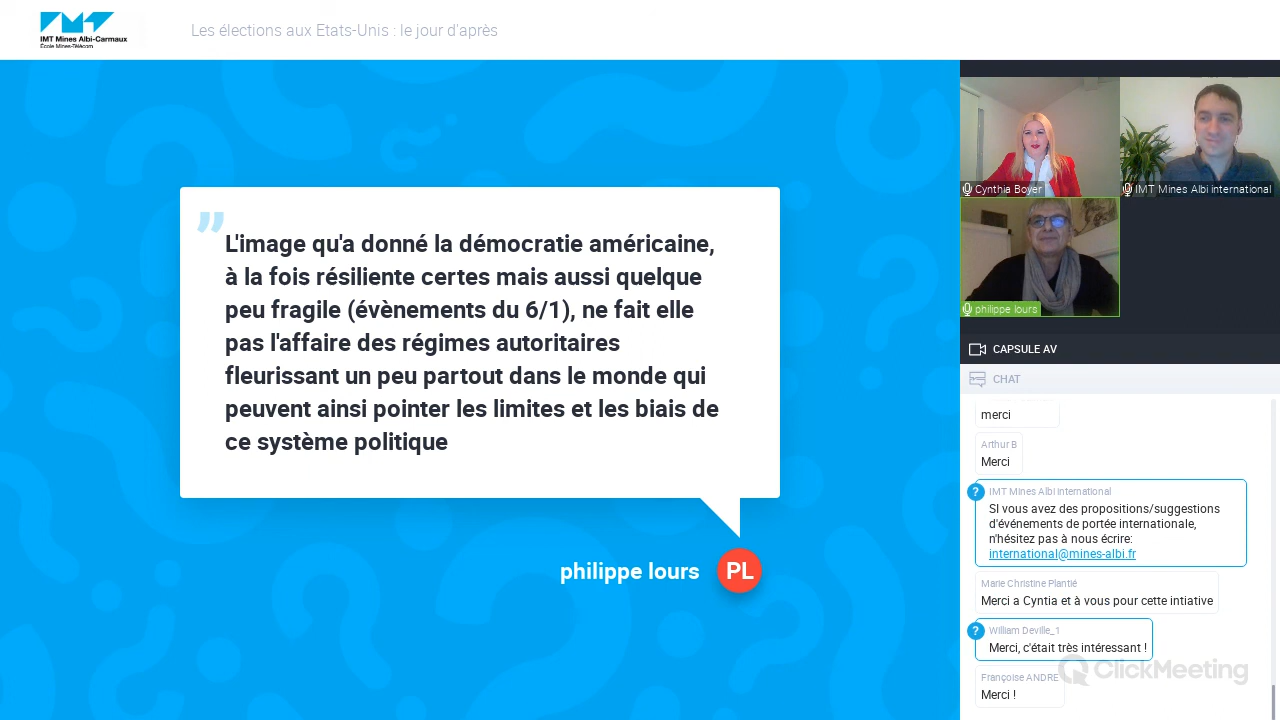 IMT Mines Albi-Carmaux
École Mines-Télécom
Les élections aux Etats-Unis : le jour d'après
”
L'image qu'a donné la démocratie américaine,
à la fois résiliente certes mais aussi quelque
peu fragile (évènements du 6/1), ne fait elle
pas l'affaire des régimes autoritaires
fleurissant un peu partout dans le monde qui
peuvent ainsi pointer les limites et les biais de
ce système politique
philippe lours
PL
Cynthia Boyer
IMT Mines Albi international
philippe lours
CAPSULE AV
CHAT
merci
Arthur B
Merci
?
IMT Mines Albi international
SI vous avez des propositions/suggestions
d'événements de portée internationale,
n'hésitez pas à nous écrire:
international@mines-albi.fr
Marie Christine Plantié
Merci a Cyntia et à vous pour cette intiative
?
William Deville_1
Merci, c'était très intéressant !
ClickMeeting
Françoise ANDRE
Merci !